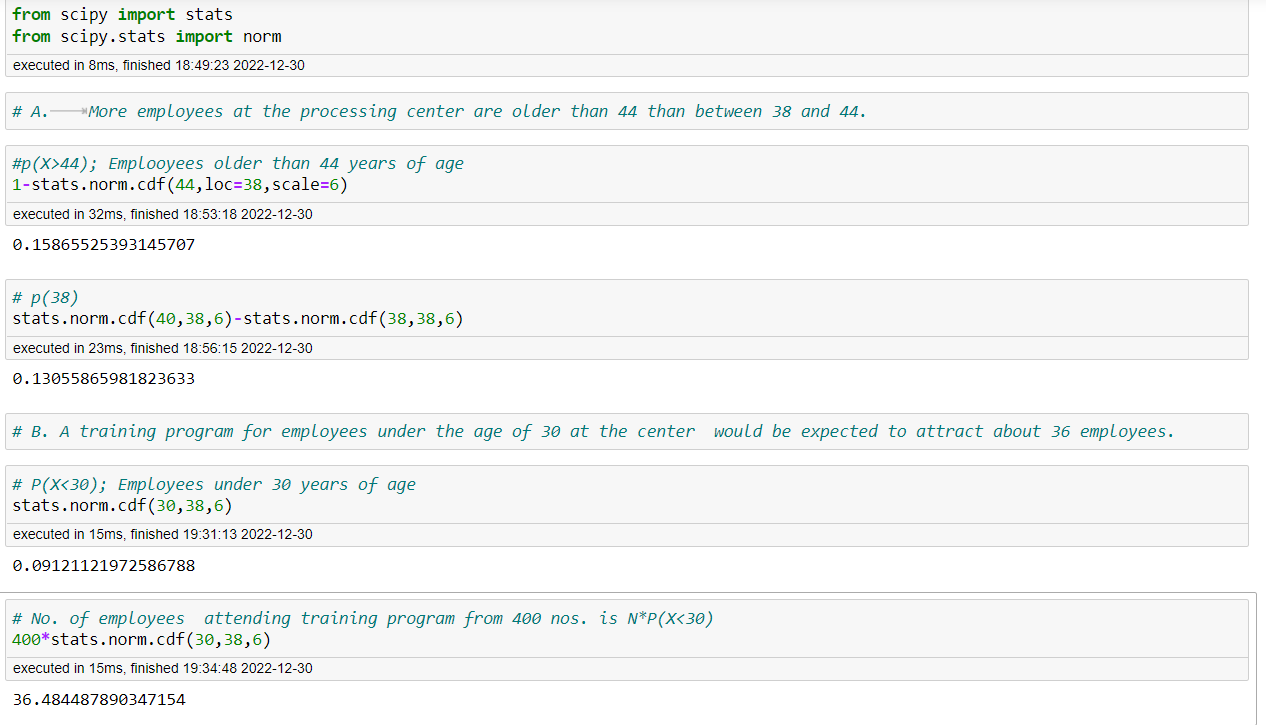 from scipy import stats
from scipy.stats import norm
executed in 8ms, finished 18:49:23 2022-12-30
# A. More employees at the processing center are older than 44 than between 38 and 44.
#p(X>44); Emplooyees older than 44 years of age
1-stats.norm.cdf(44,loc=38,scale=6)
executed in 32ms, finished 18:53:18 2022-12-30
0.15865525393145707
# p(38)
stats.norm.cdf(40,38,6)-stats.norm.cdf(38,38,6)
executed in 23ms, finished 18:56:15 2022-12-30
0.13055865981823633
# B. A training program for employees under the age of 30 at the center  would be expected to attract about 36 employees.
# P(X<30); Employees under 30 years of age
stats.norm.cdf(30,38,6)
executed in 15ms, finished 19:31:13 2022-12-30
0.09121121972586788
# No. of employees  attending training program from 400 nos. is N*P(X<30)
400*stats.norm.cdf(30,38,6)
executed in 15ms, finished 19:34:48 2022-12-30
36.484487890347154